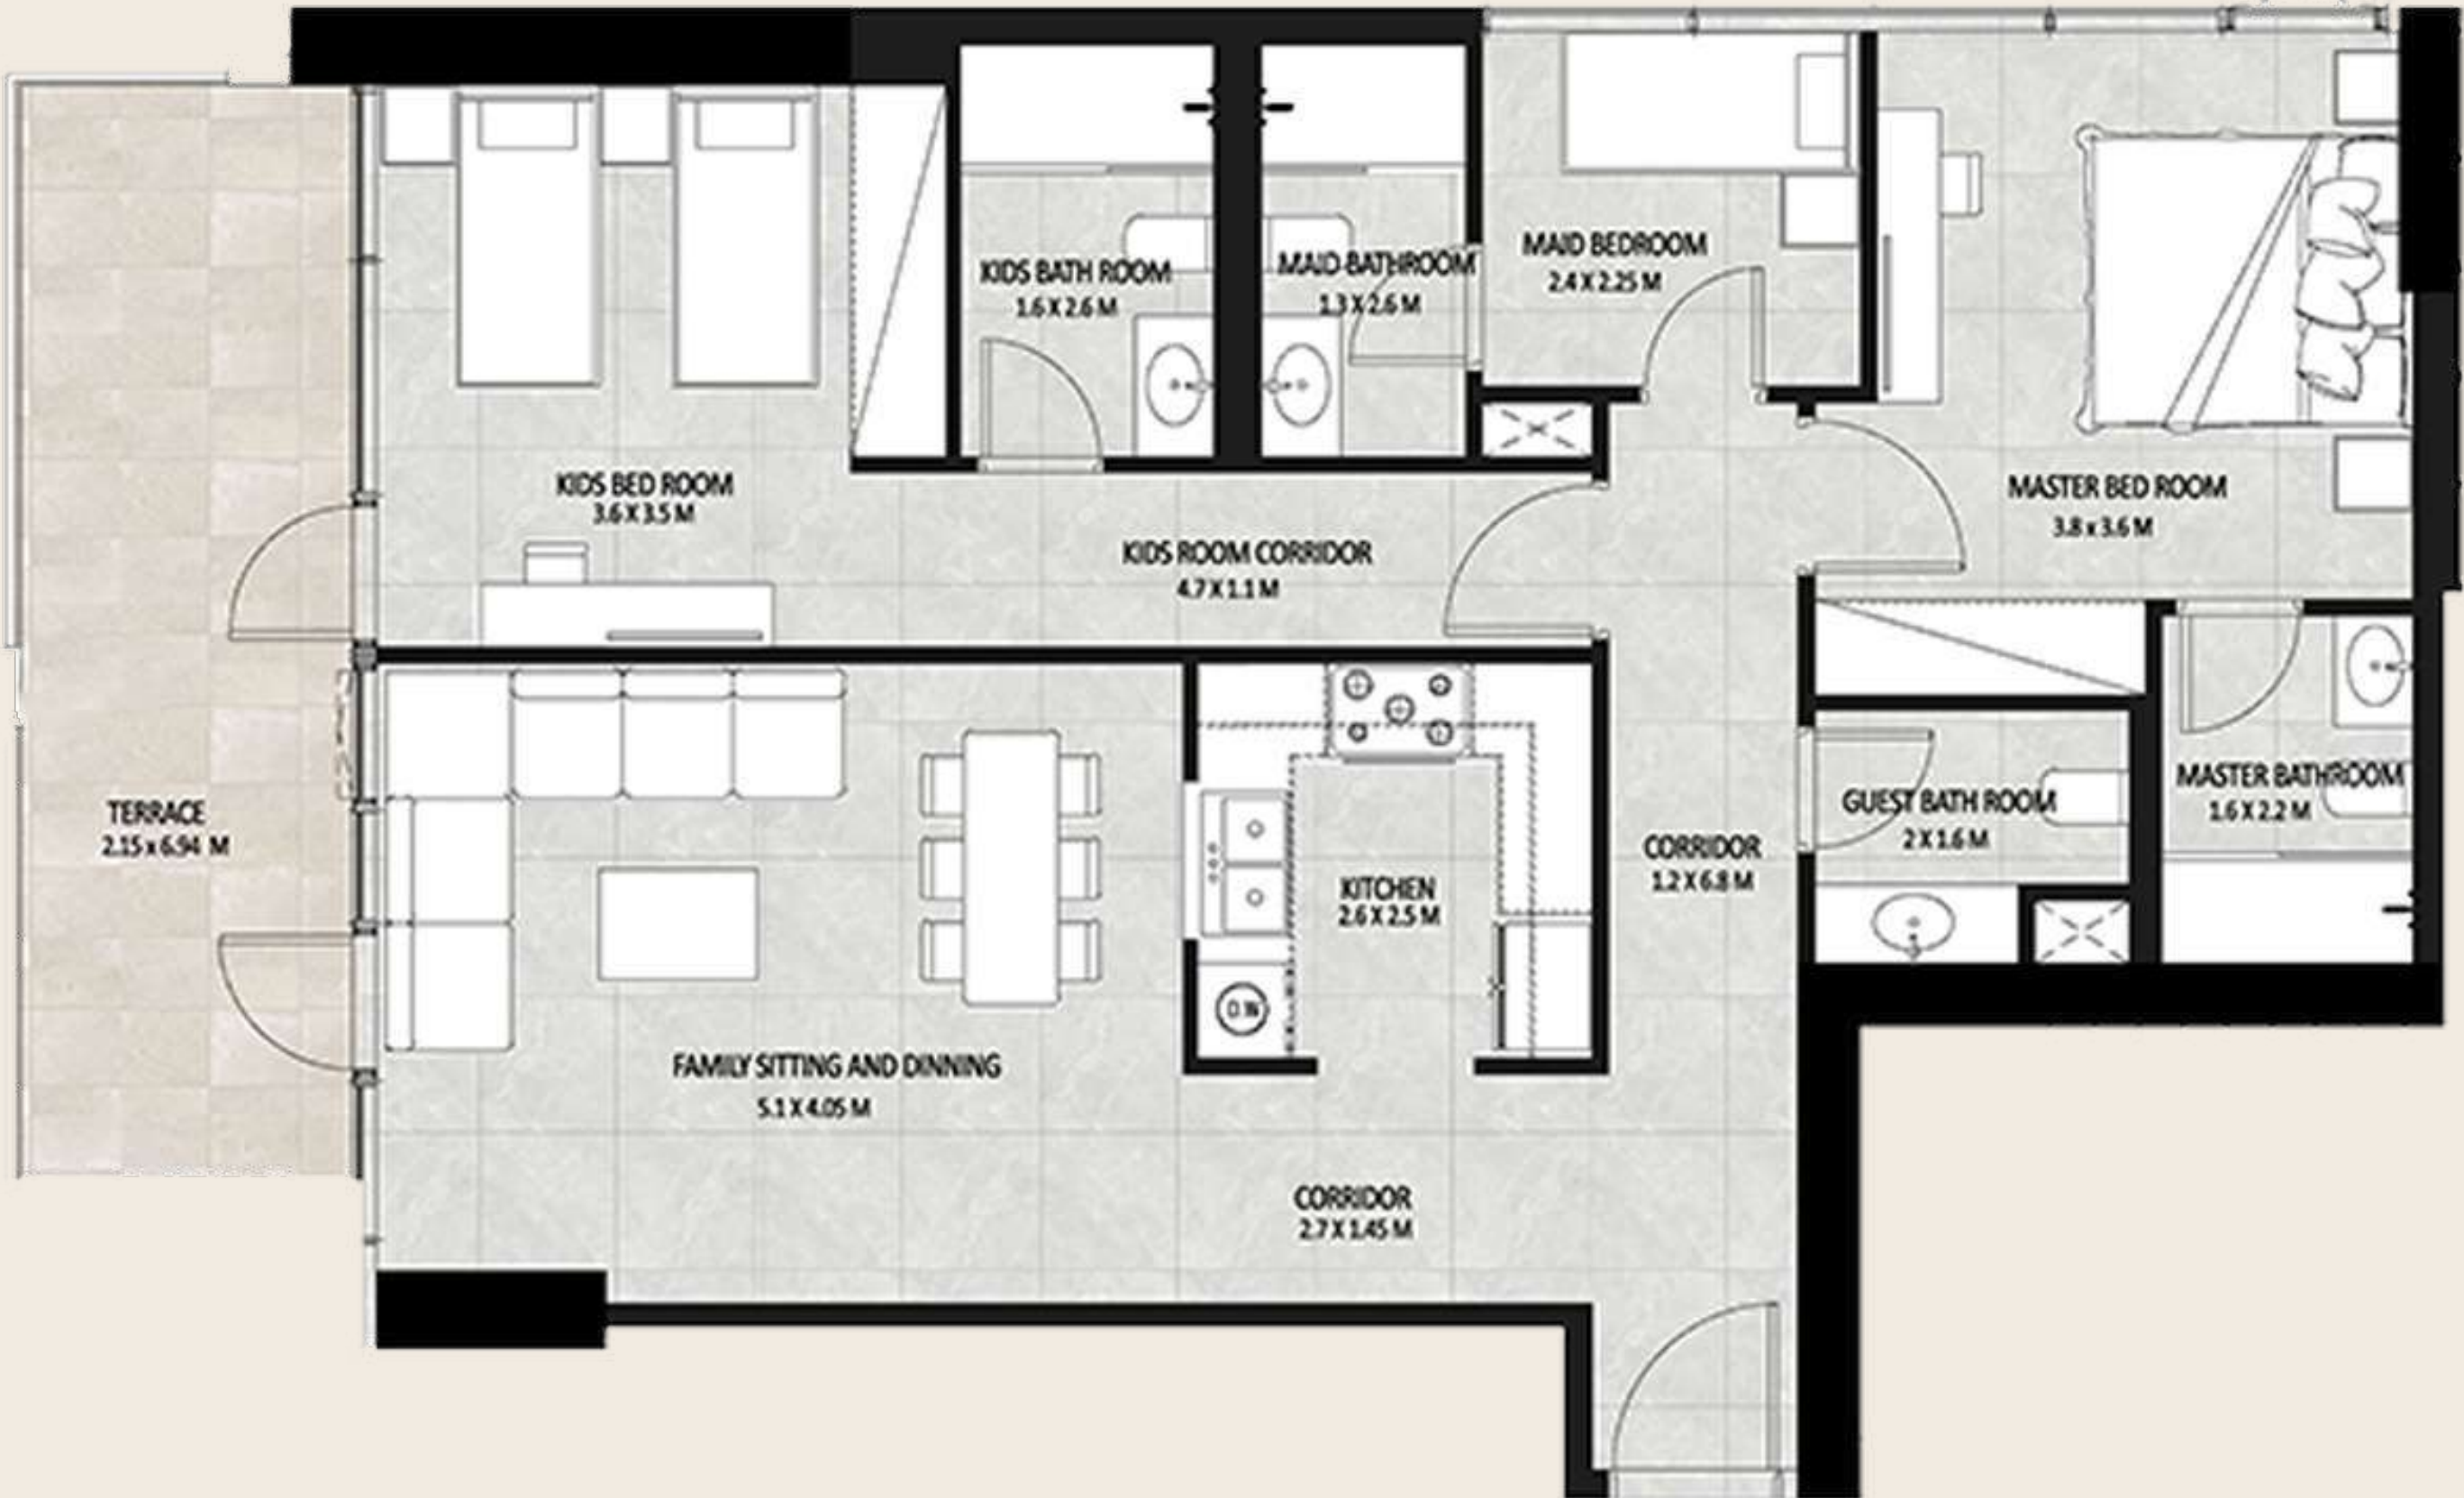 KIDS BATH ROOM
1.6 X 2.6 M
MAID BATHROOM
1.3 X 2.6 M
MAID BEDROOM
2.4 X 2.25 M
KIDS BED ROOM
3.6 X 3.5 M
MASTER BED ROOM
3.8 x 3.6 M
KIDS ROOM CORRIDOR
4.7 X 1.1 M
TERRACE
2.15 x 6.94 M
KITCHEN
2.6 X 2.5 M
CORRIDOR
1.2 X 6.8 M
GUEST BATH ROOM
2 X 1.6 M
MASTER BATHROOM
1.6 X 2.2 M
D.W
FAMILY SITTING AND DINNING
5.1 X 4.05 M
CORRIDOR
2.7 X 1.45 M